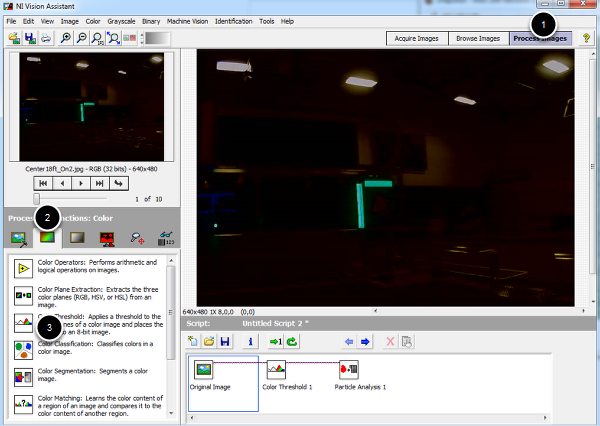 NI Vision Assistant
File Edit View Image Color Grayscale Binary Machine Vision Identification Tools Help
1
Acquire Images Browse Images Process Images
Center18ft_On2.jpg - RGB (32 bits) - 640x480
1 of 10
2
Functions: Color
Color Operators: Performs arithmetic and
logical operations on images.
Color Plane Extraction: Extracts the three
color planes (RGB, HSV, or HSL) from an
image.
Threshold: Applies a threshold to the
of a color image and places the
to an 8-bit image.
3
Color Classification: Classifies colors in a
color image.
Color Segmentation: Segments a color
image.
Color Matching: Learns the color content
of a region of an image and compares it to the
color content of another region.
640x480 1X 8,0,0 (0,0)
Script: Untitled Script 2 *
Original Image Color Threshold 1 Particle Analysis 1